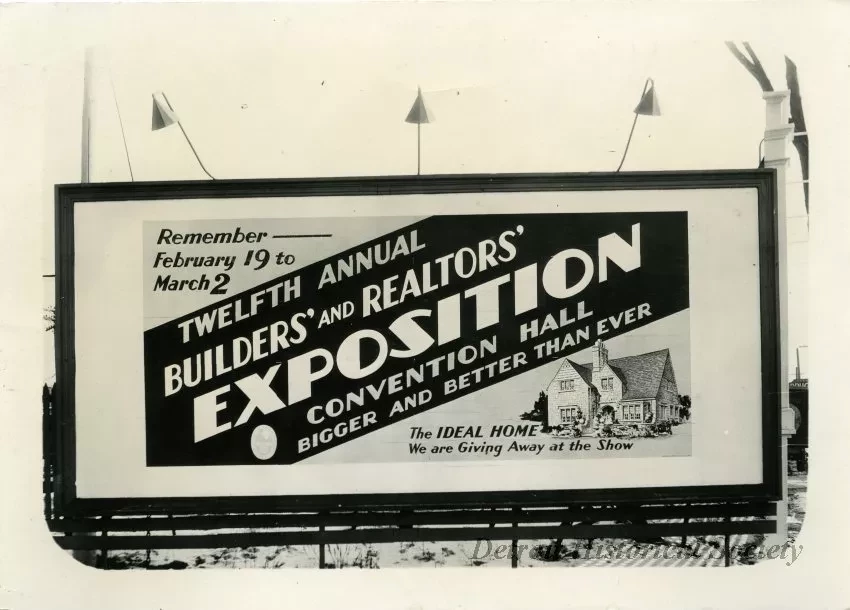 Remember —
February 19 to
March 2
TWELFTH ANNUAL
BUILDERS' AND REALTORS'
EXPOSITION
CONVENTION HALL
BIGGER AND BETTER THAN EVER
The IDEAL HOME
We are Giving Away at the Show
Detroit Historical Society